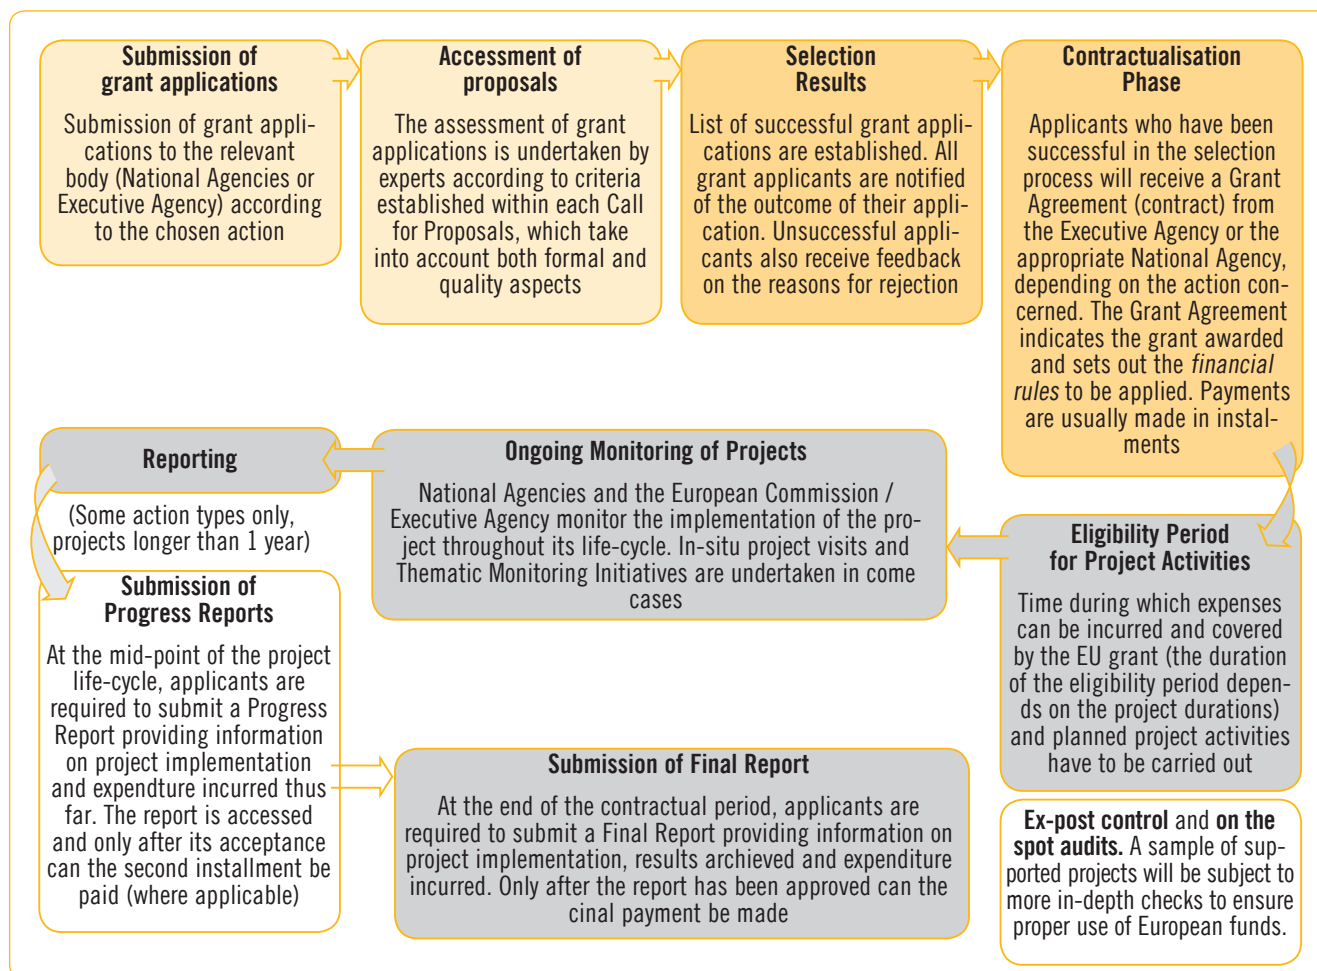 Submission of
grant applications
Submission of grant appli-
cations to the relevant
body (National Agencies or
Executive Agency) according
to the chosen action
Accessment of
proposals
The assessment of grant
applications is undertaken by
experts according to criteria
established within each Call
for Proposals, which take
into account both formal and
quality aspects
Selection
Results
List of successful grant appli-
cations are established. All
grant applicants are notified
of the outcome of their appli-
cation. Unsuccessful appli-
cants also receive feedback
on the reasons for rejection
Contractualisation
Phase
Applicants who have been
successful in the selection
process will receive a Grant
Agreement (contract) from
the Executive Agency or the
appropriate National Agency,
depending on the action con-
cerned. The Grant Agreement
indicates the grant awarded
and sets out the financial
rules to be applied. Payments
are usually made in instal-
ments
Eligibility Period
for Project Activities
Time during which expenses
can be incurred and covered
by the EU grant (the duration
of the eligibility period depen-
ds on the project durations)
and planned project activities
have to be carried out
Ongoing Monitoring of Projects
National Agencies and the European Commission /
Executive Agency monitor the implementation of the pro-
ject throughout its life-cycle. In-situ project visits and
Thematic Monitoring Initiatives are undertaken in come
cases
Reporting
(Some action types only,
projects longer than 1 year)
Submission of
Progress Reports
At the mid-point of the project
life-cycle, applicants are
required to submit a Progress
Report providing information
on project implementation
and expendture incurred thus
far. The report is accessed
and only after its acceptance
can the second installment be
paid (where applicable)
Submission of Final Report
At the end of the contractual period, applicants are
required to submit a Final Report providing information on
project implementation, results archieved and expenditure
incurred. Only after the report has been approved can the
cinal payment be made
Ex-post control and on the
spot audits. A sample of sup-
ported projects will be subject to
more in-depth checks to ensure
proper use of European funds.